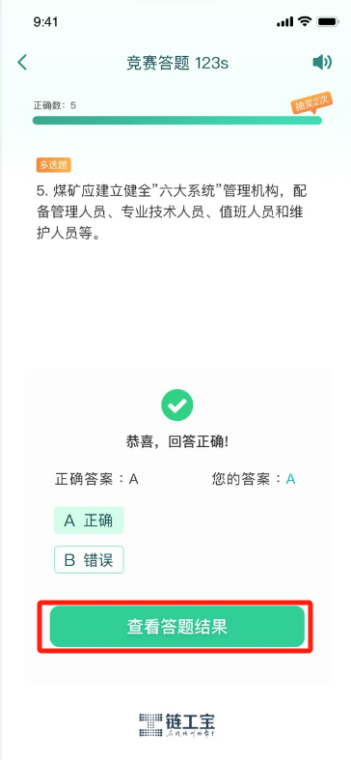 9:41
竞赛答题 123s
正确数：5
抽奖2次
多选题
5. 煤矿应建立健全”六大系统”管理机构，配
备管理人员、专业技术人员、值班人员和维
护人员等。
恭喜，回答正确!
正确答案：A
您的答案：A
A 正确
B 错误
查看答题结果
链工宝